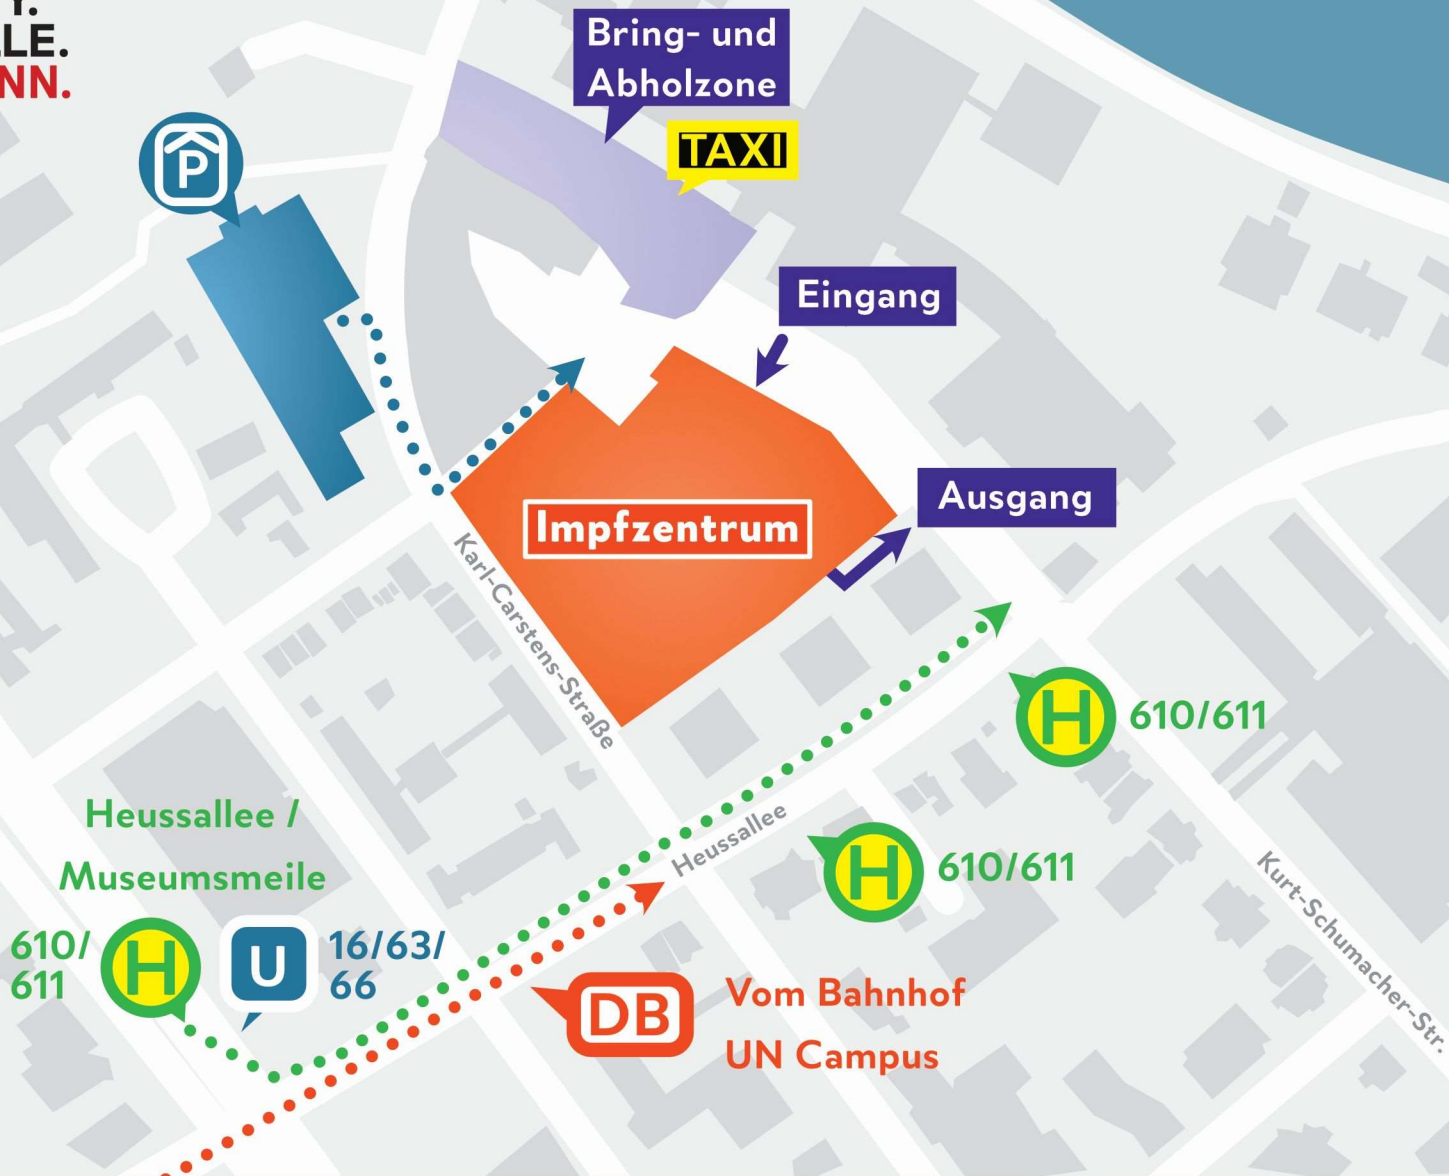 Y.
LLE.
NN.
Bring- und
Abholzone
TAXI
P
Eingang
Ausgang
Impfzentrum
Karl-Carstens-Straße
H
610/611
Heussallee /
Museumsmeile
Heussallee
H
610/611
Kurt-Schumacher-Str.
610/
611
H
U
16/63/
66
DB
Vom Bahnhof
UN Campus